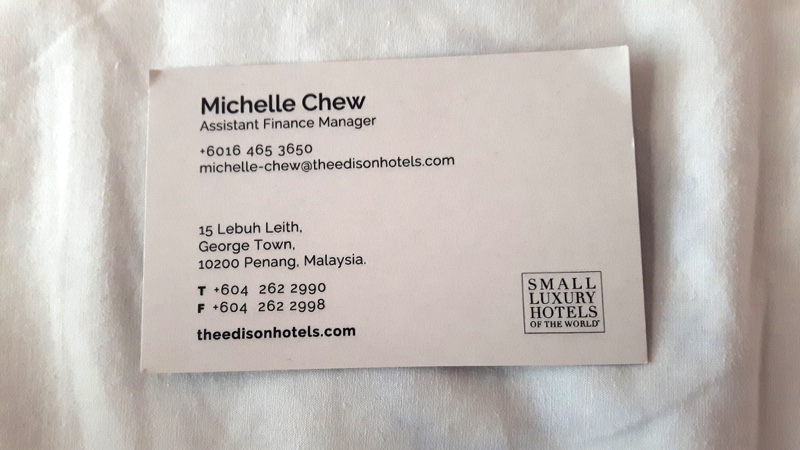 Michelle Chew
Assistant Finance Manager
+6016 465 3650
michelle-chew@theedisonhotels.com
15 Lebuh Leith,
George Town,
10200 Penang, Malaysia.
T +604 262 2990
F +604 262 2998
theedisonhotels.com
SMALL
LUXURY
HOTELS
OF THE WORLD